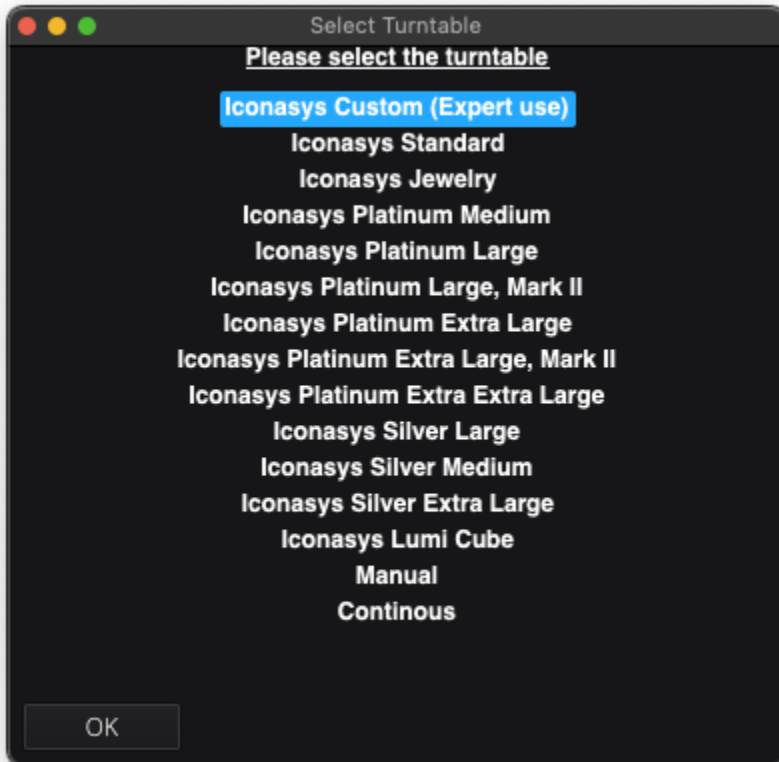 Select Turntable
Please select the turntable
Iconasys Custom (Expert use)
Iconasys Standard
Iconasys Jewelry
Iconasys Platinum Medium
Iconasys Platinum Large
Iconasys Platinum Large, Mark II
Iconasys Platinum Extra Large
Iconasys Platinum Extra Large, Mark II
Iconasys Platinum Extra Extra Large
Iconasys Silver Large
Iconasys Silver Medium
Iconasys Silver Extra Large
Iconasys Lumi Cube
Manual
Continous
OK